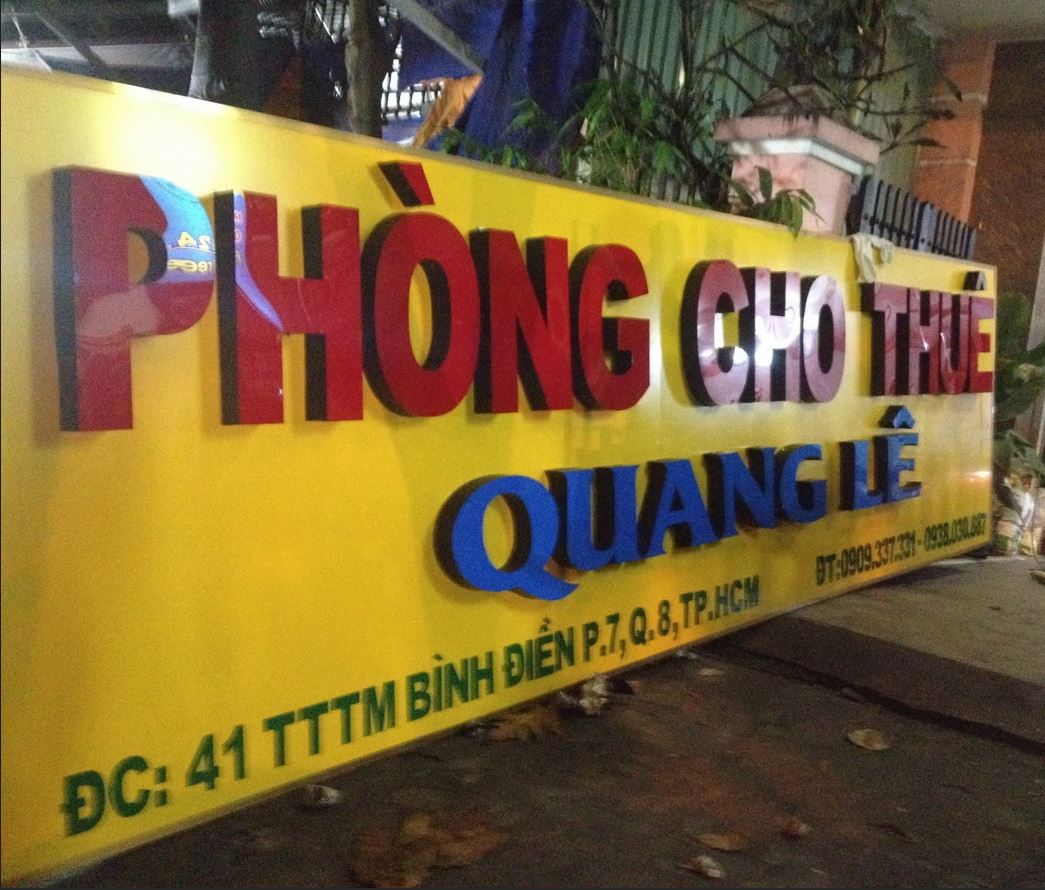 PHÒNG CHO THUÊ
QUANG LÊ
ĐC: 41 TTTM BÌNH ĐIỀN P.7, Q.8, TP.HCM
ĐT:0909.337.331 - 0938.030.887